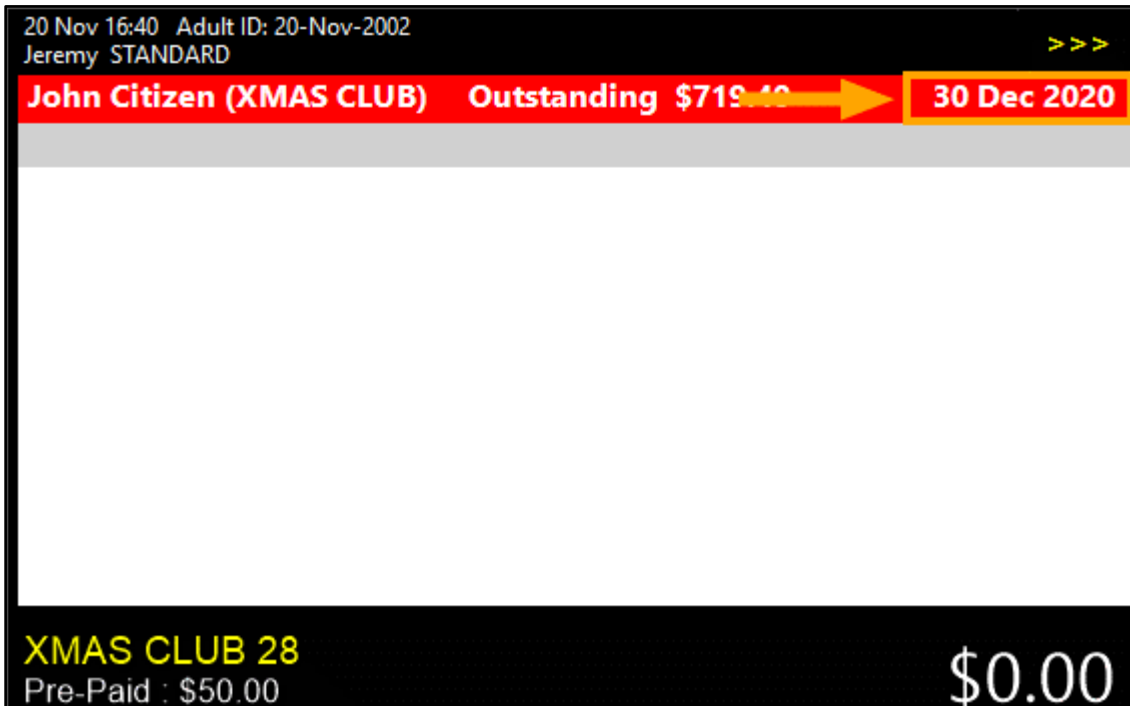 20 Nov 16:40 Adult ID: 20-Nov-2002
Jeremy STANDARD
>>>
John Citizen (XMAS CLUB) Outstanding 30 Dec 2020
XMAS CLUB 28
Pre-Paid : $50.00
$0.00